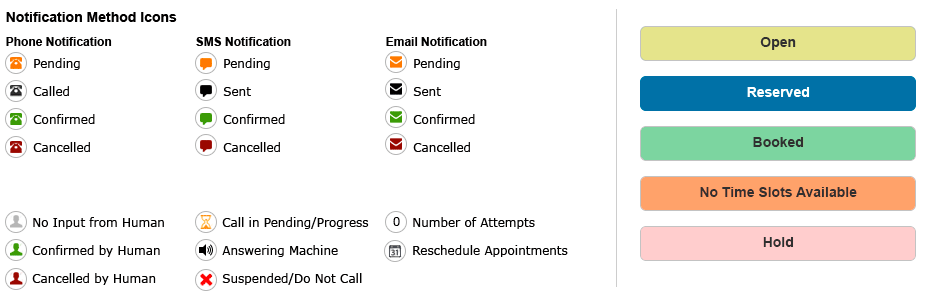 Notification Method Icons
Phone Notification
Pending
Called
Confirmed
Cancelled
SMS Notification
Pending
Sent
Confirmed
Cancelled
Email Notification
Pending
Sent
Confirmed
Cancelled
No Input from Human
Confirmed by Human
Cancelled by Human
Call in Pending/Progress
Answering Machine
Suspended/Do Not Call
0 Number of Attempts
31 Reschedule Appointments
Open
Reserved
Booked
No Time Slots Available
Hold